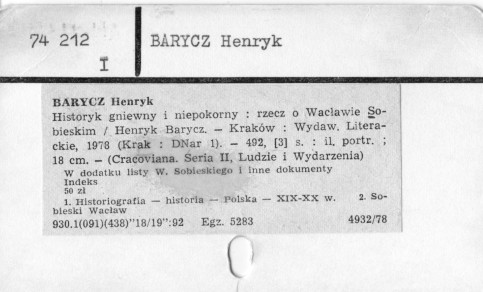 74 212
I
BARYCZ Henryk
BARYCZ Henryk
Historyk gniewny i niepokorny : rzecz o Wacławie So-
bieskim / Henryk Barycz. — Kraków : Wydaw. Litera-
ckie, 1978 (Krak : DNar 1). — 492, [3] s. : il. portr. ;
18 cm. — (Cracoviana. Seria II, Ludzie i Wydarzenia)
W dodatku listy W. Sobieskiego i inne dokumenty
Indeks
50 zł
1. Historiografia — historia — Polska — XIX-XX w. 2. So-
bieski Wacław
930.1(091)(438)"18/19":92 Egz. 5283 4932/78